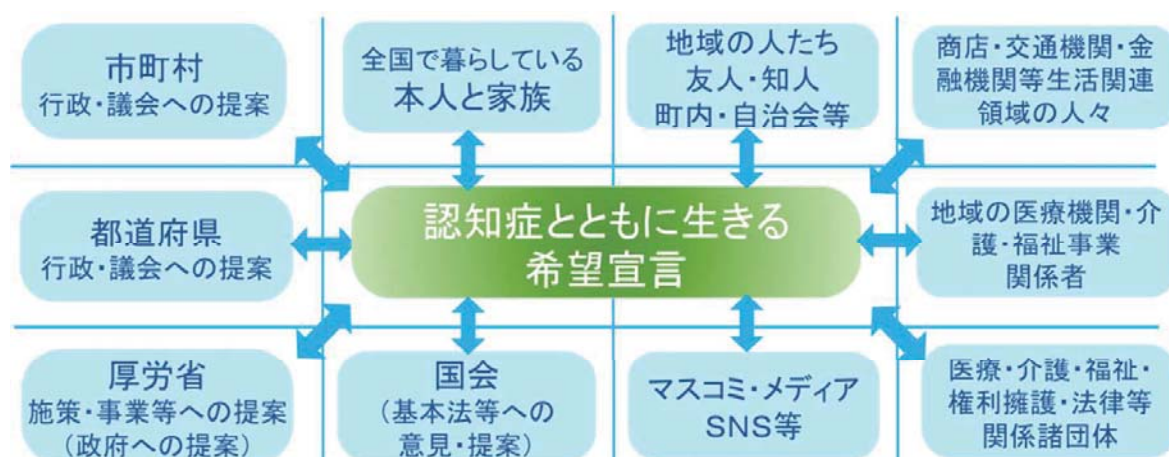 市町村
行政・議会への提案
全国で暮らしている
本人と家族
地域の人たち
友人・知人
町内・自治会等
商店・交通機関・金
融機関等生活関連
領域の人々
都道府県
行政・議会への提案
認知症とともに生きる
希望宣言
地域の医療機関・介
護・福祉事業
関係者
厚労省
施策・事業等への提案
(政府への提案)
国会
(基本法等への
意見・提案)
マスコミ・メディア
SNS等
医療・介護・福祉・
権利擁護・法律等
関係諸団体